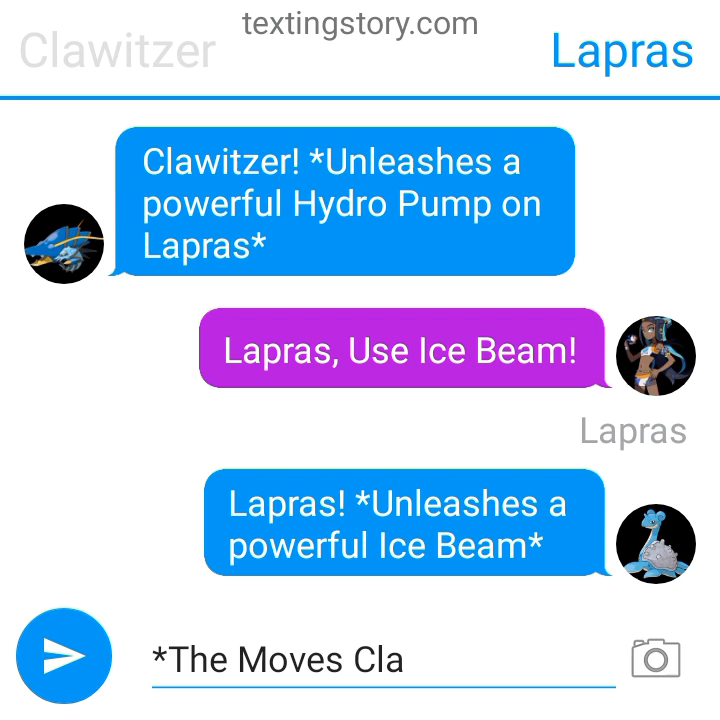 textingstory.com
Clawitzer
Lapras
Clawitzer! *Unleashes a
powerful Hydro Pump on
Lapras*
Lapras, Use Ice Beam!
Lapras
Lapras! *Unleashes a
powerful Ice Beam*
*The Moves Cla